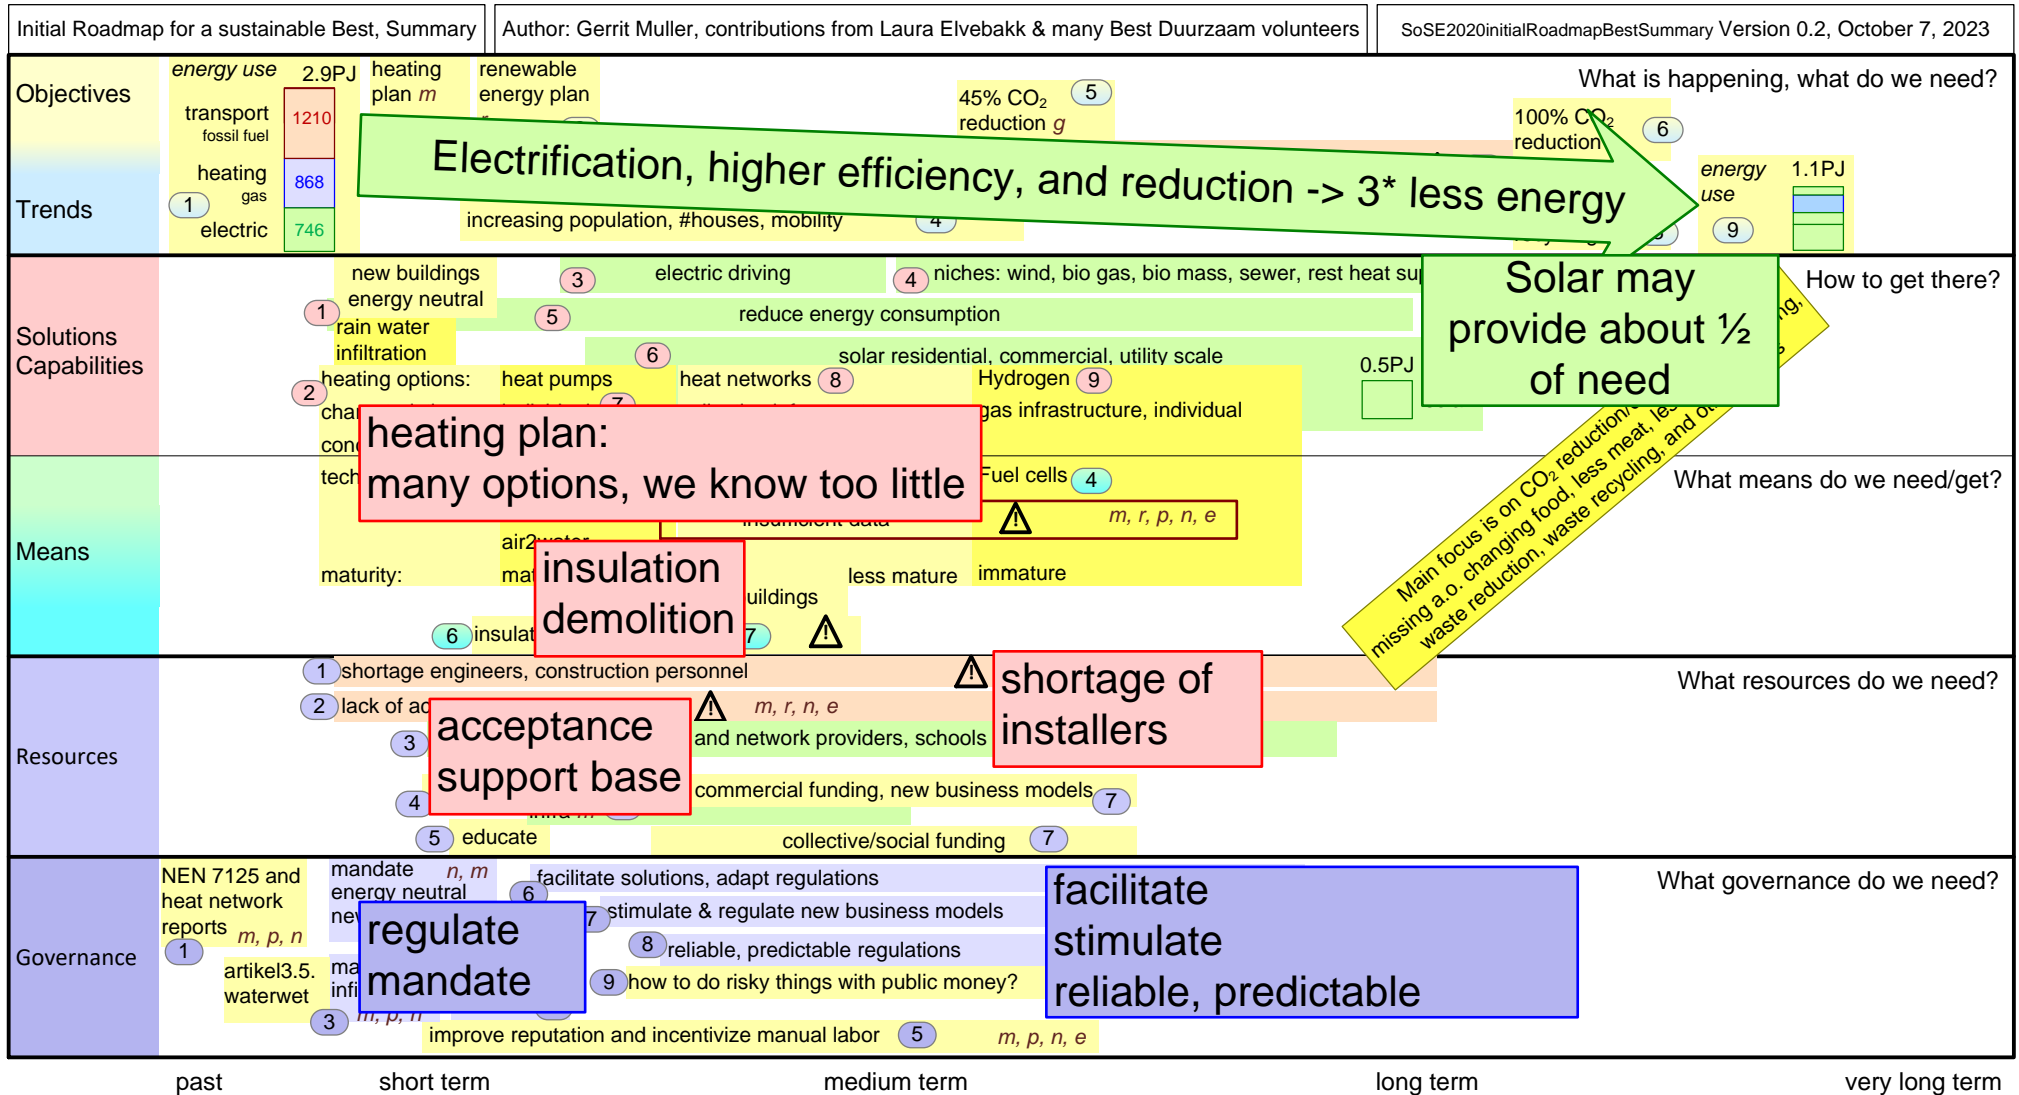 Initial Roadmap for a sustainable Best, Summary
Author: Gerrit Muller, contributions from Laura Elvebakk & many Best Duurzaam volunteers
SoSE2020initialRoadmapBestSummary Version 0.2, October 7, 2023
Objectives
Trends
energy use 2.9PJ
transport
fossil fuel
1210
heating
gas
868
1
electric
746
heating
plan m
renewable
energy plan
45% CO2
reduction g
5
What is happening, what do we need?
100% CO2
reduction
6
Electrification, higher efficiency, and reduction -> 3* less energy
increasing population, #houses, mobility
4
energy
use
1.1PJ
9
Solutions
Capabilities
How to get there?
new buildings
energy neutral
1
rain water
infiltration
3
electric driving
4
niches: wind, bio gas, bio mass, sewer, rest heat
5
reduce energy consumption
6
solar residential, commercial, utility scale
0.5PJ
Solar may
provide about ½
of need
2
heating options:
heat pumps
7
heat networks
8
Hydrogen
9
gas infrastructure, individual
heating plan:
many options, we know too little
Main focus is on CO2 reduction/
missing a.o. changing food, less meat,
waste reduction, waste recycling, and
Means
What means do we need/get?
Fuel cells
4
insufficient data
m, r, p, n, e
air2water
maturity:
less mature
immature
insulation
demolition
6
7
Resources
What resources do we need?
1
shortage engineers, construction personnel
2
lack of
m, r, n, e
3
and network providers, schools
shortage of
installers
acceptance
support base
4
commercial funding, new business models
7
5
educate
collective/social funding
7
Governance
What governance do we need?
NEN 7125 and
heat network
reports
m, p, n
1
artikel3.5.
waterwet
3
mandate
n, m
energy neutral
m, p, n
regulate
mandate
6
facilitate solutions, adapt regulations
7
stimulate & regulate new business models
8
reliable, predictable regulations
9
how to do risky things with public money?
facilitate
stimulate
reliable, predictable
improve reputation and incentivize manual labor
5
m, p, n, e
past
short term
medium term
long term
very long term